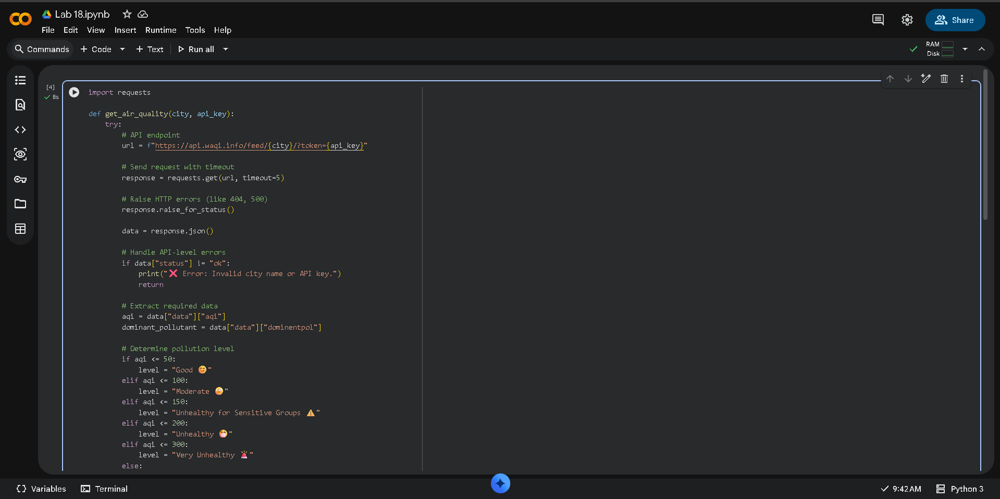 Lab 18.ipynb
File Edit View Insert Runtime Tools Help
Share
Commands + Code + Text Run all
RAM
Disk
[4]
8s
import requests
def get_air_quality(city, api_key):
try:
# API endpoint
url = f"https://api.waqi.info/feed/{city}/?token={api_key}"
# Send request with timeout
response = requests.get(url, timeout=5)
# Raise HTTP errors (like 404, 500)
response.raise_for_status()
data = response.json()
# Handle API-level errors
if data["status"] != "ok":
print("❌ Error: Invalid city name or API key.")
return
# Extract required data
aqi = data["data"]["aqi"]
dominant_pollutant = data["data"]["dominentpol"]
# Determine pollution level
if aqi <= 50:
level = "Good 😊"
elif aqi <= 100:
level = "Moderate 😐"
elif aqi <= 150:
level = "Unhealthy for Sensitive Groups ⚠️"
elif aqi <= 200:
level = "Unhealthy 😷"
elif aqi <= 300:
level = "Very Unhealthy 🚨"
else:
Variables Terminal
9:42 AM Python 3